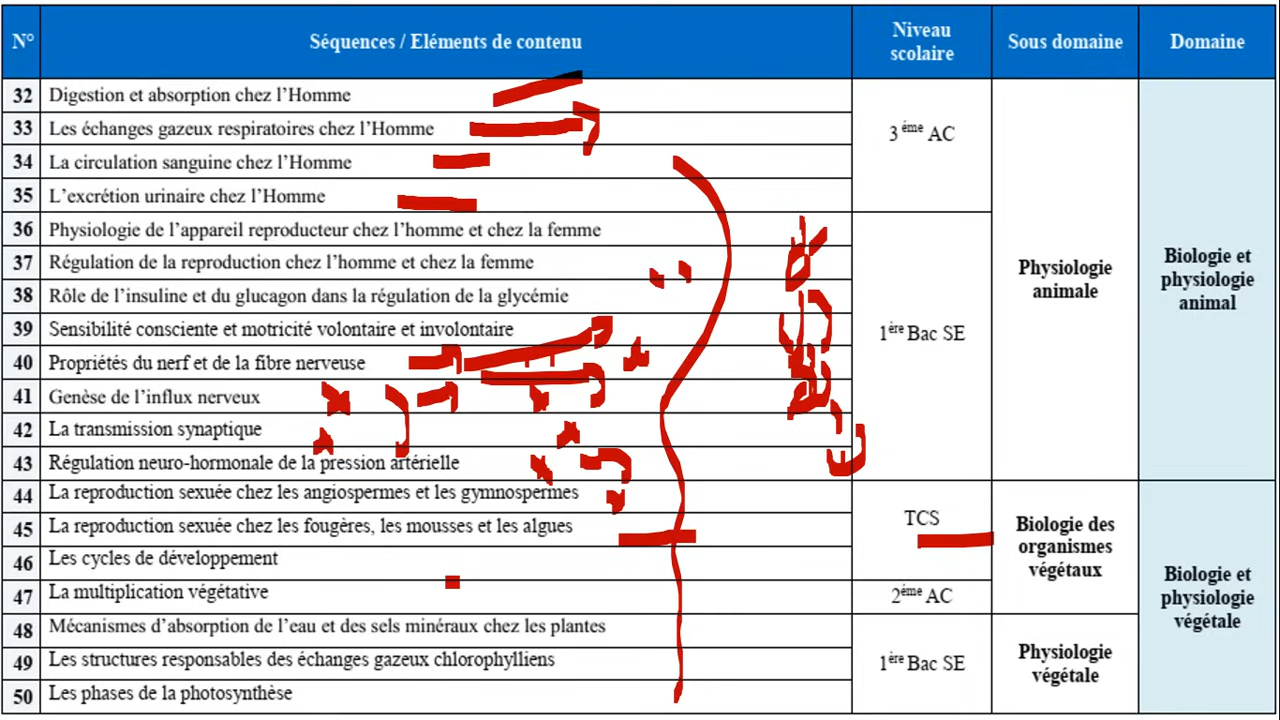 N° Séquences / Eléments de contenu Niveau scolaire Sous domaine Domaine
32 Digestion et absorption chez l’Homme
33 Les échanges gazeux respiratoires chez l’Homme 3 éme AC
34 La circulation sanguine chez l’Homme
35 L’excrétion urinaire chez l’Homme
36 Physiologie de l’appareil reproducteur chez l’homme et chez la femme
37 Régulation de la reproduction chez l’homme et chez la femme
Physiologie animale
Biologie et physiologie animal
38 Rôle de l’insuline et du glucagon dans la régulation de la glycémie
39 Sensibilité consciente et motricité volontaire et involontaire 1ère Bac SE
40 Propriétés du nerf et de la fibre nerveuse
41 Genèse de l’influx nerveux
42 La transmission synaptique
43 Régulation neuro-hormonale de la pression artérielle
44 La reproduction sexuée chez les angiospermes et les gymnospermes
TCS
45 La reproduction sexuée chez les fougères, les mousses et les algues
Biologie des organismes végétaux
46 Les cycles de développement
47 La multiplication végétative 2éme AC
Biologie et physiologie végétale
48 Mécanismes d’absorption de l’eau et des sels minéraux chez les plantes
49 Les structures responsables des échanges gazeux chlorophylliens 1ère Bac SE
Physiologie végétale
50 Les phases de la photosynthèse